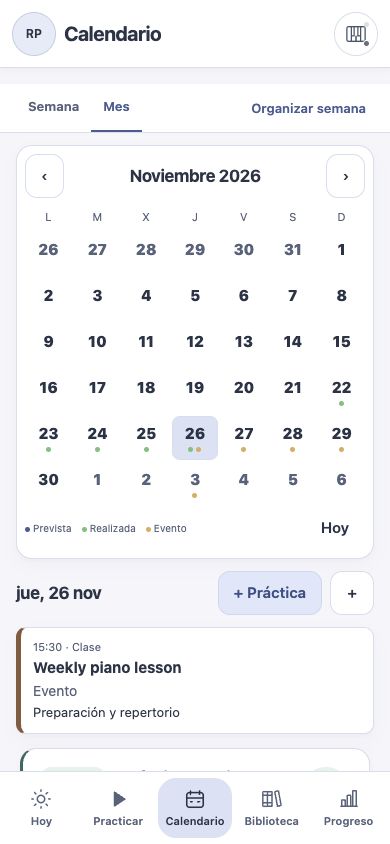 RP
Calendario
Semana
Mes
Organizar semana
‹
Noviembre 2026
›
L M X J V S D
26 27 28 29 30 31 1
2 3 4 5 6 7 8
9 10 11 12 13 14 15
16 17 18 19 20 21 22
23 24 25 26 27 28 29
30 1 2 3 4 5 6
Prevista
Realizada
Evento
Hoy
jue, 26 nov
+ Práctica
+
15:30 · Clase
Weekly piano lesson
Evento
Preparación y repertorio
Hoy
Practicar
Calendario
Biblioteca
Progreso